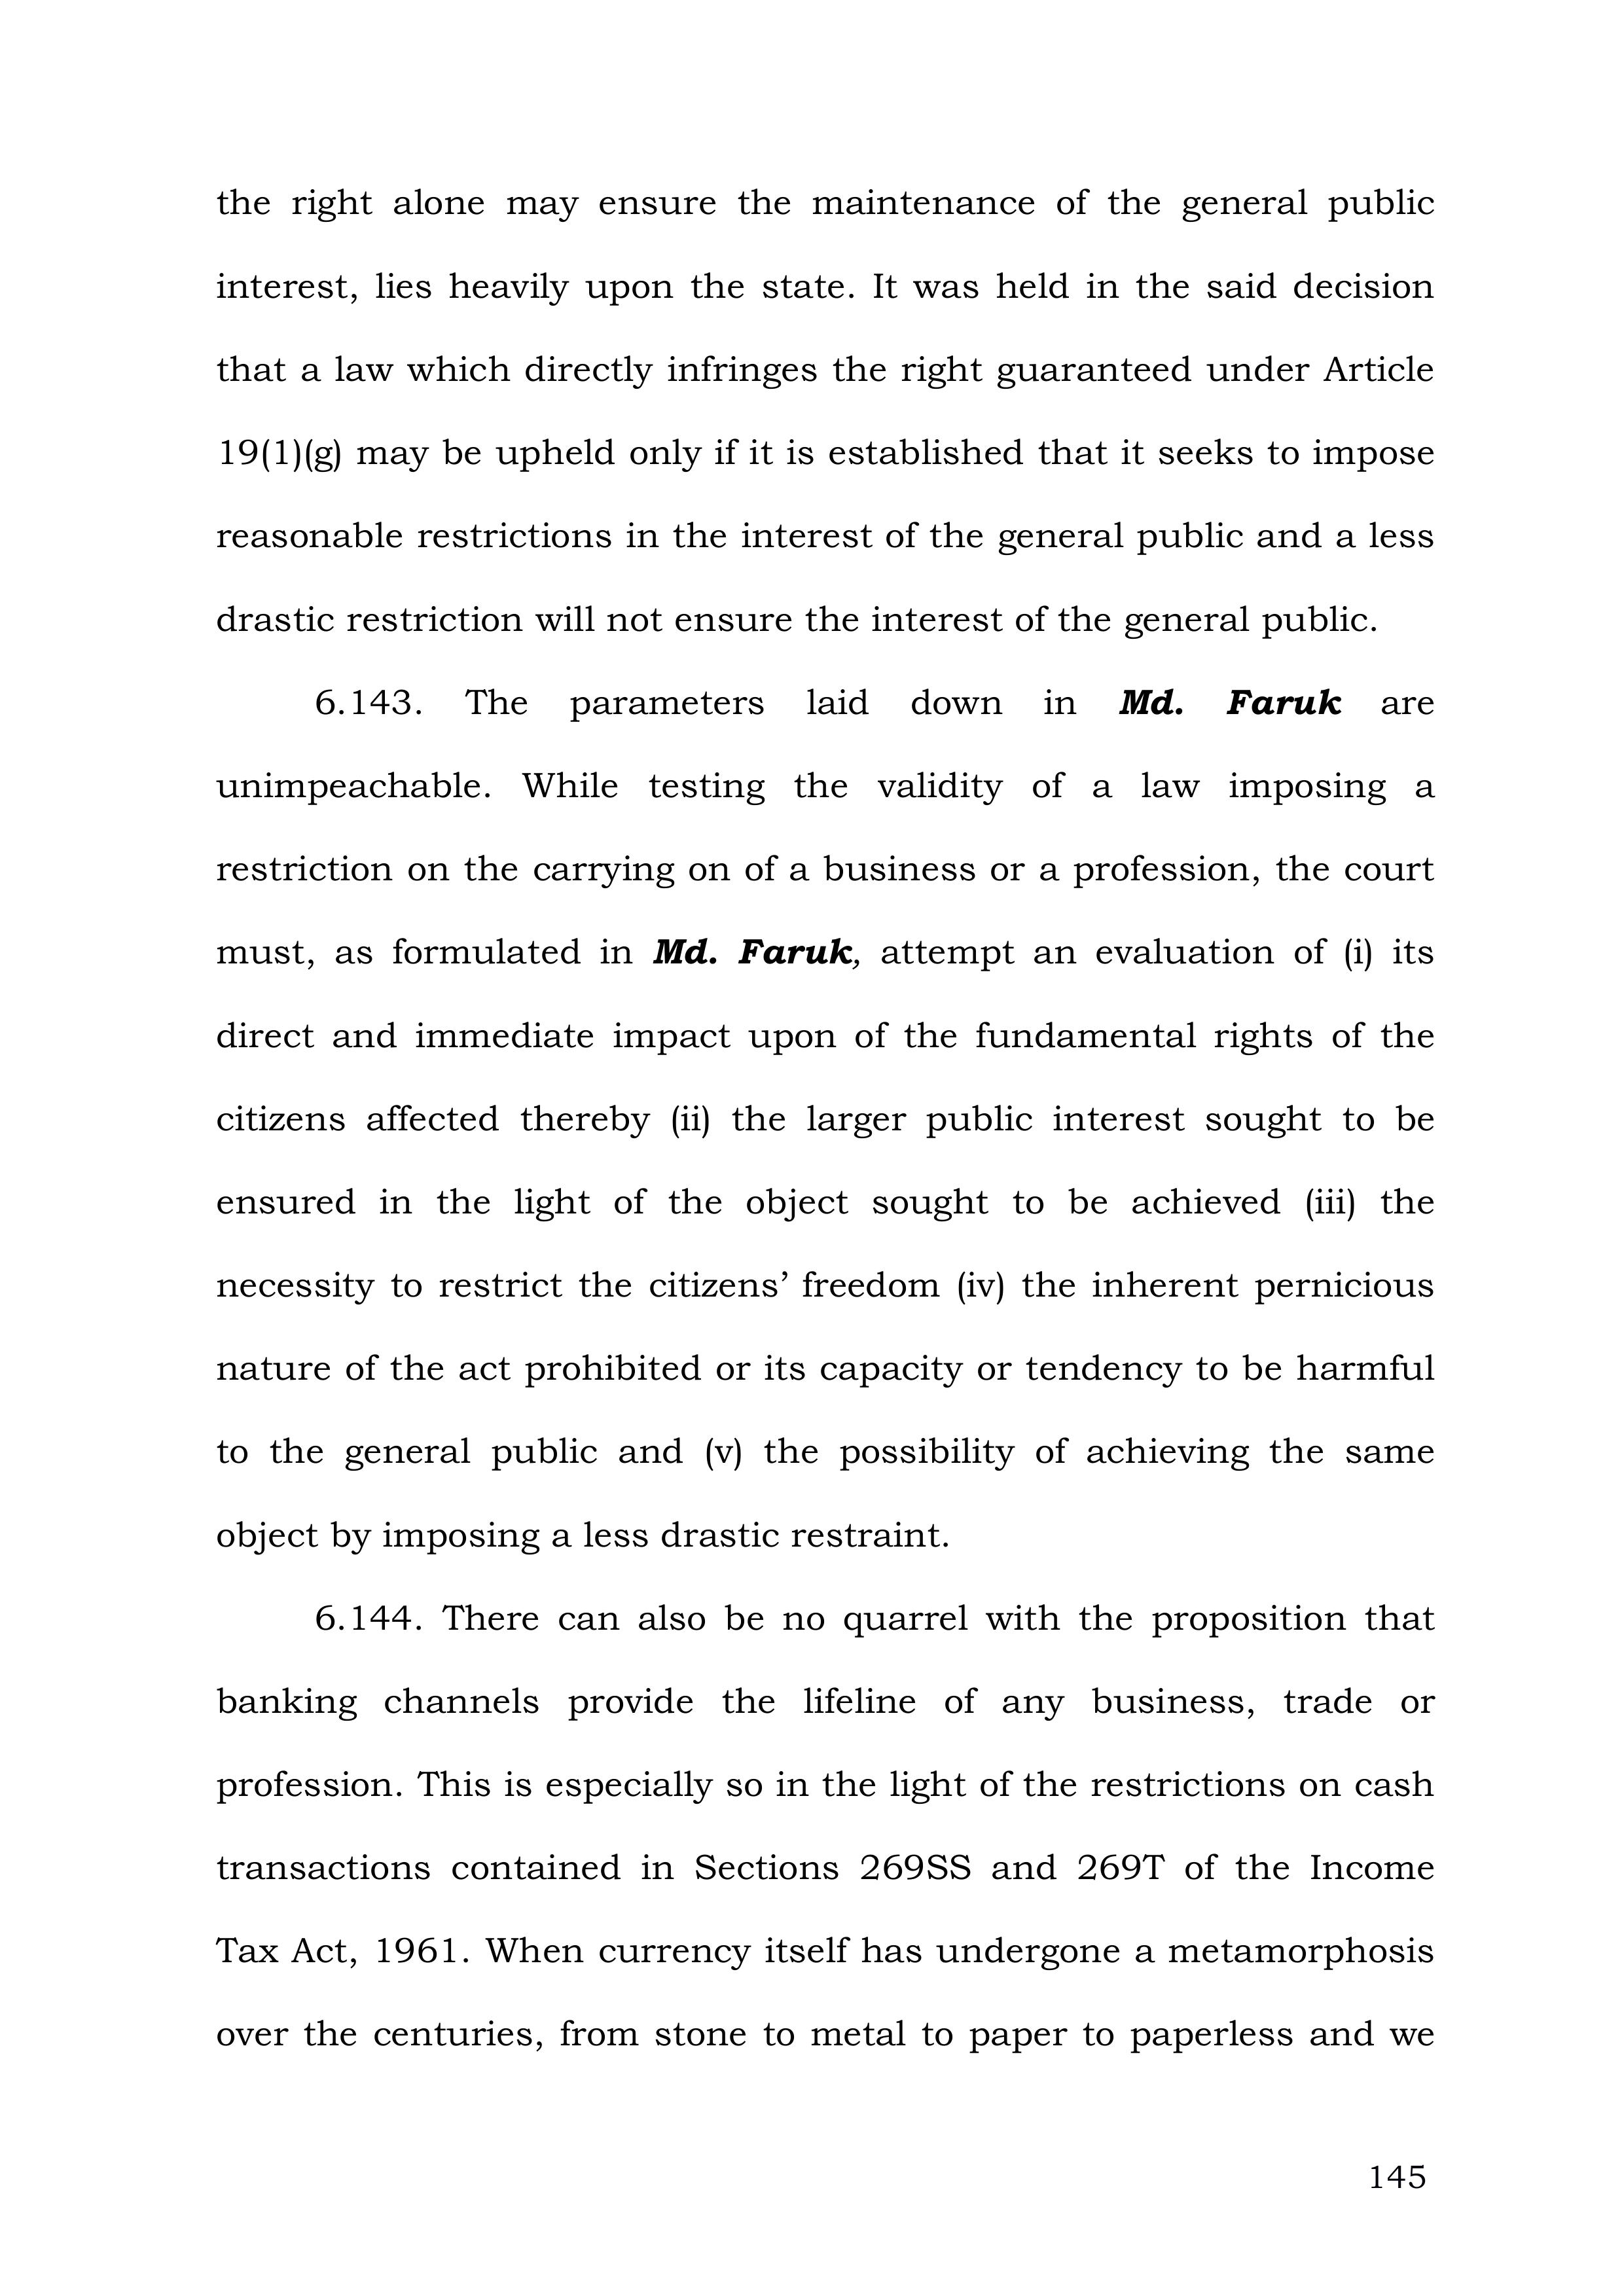 the right alone may ensure the maintenance of the general public
interest, lies heavily upon the state. It was held in the said decision
that a law which directly infringes the right guaranteed under Article
19(1)(g) may be upheld only if it is established that it seeks to impose
reasonable restrictions in the interest of the general public and a less
drastic restriction will not ensure the interest of the general public.
6.143. The parameters laid down in Md. Faruk are
unimpeachable. While testing the validity of a law imposing a
restriction on the carrying on of a business or a profession, the court
must, as formulated in Md. Faruk, attempt an evaluation of (i) its
direct and immediate impact upon of the fundamental rights of the
citizens affected thereby (ii) the larger public interest sought to be
ensured in the light of the object sought to be achieved (iii) the
necessity to restrict the citizens’ freedom (iv) the inherent pernicious
nature of the act prohibited or its capacity or tendency to be harmful
to the general public and (v) the possibility of achieving the same
object by imposing a less drastic restraint.
6.144. There can also be no quarrel with the proposition that
banking channels provide the lifeline of any business, trade or
profession. This is especially so in the light of the restrictions on cash
transactions contained in Sections 269SS and 269T of the Income
Tax Act, 1961. When currency itself has undergone a metamorphosis
over the centuries, from stone to metal to paper to paperless and we
145